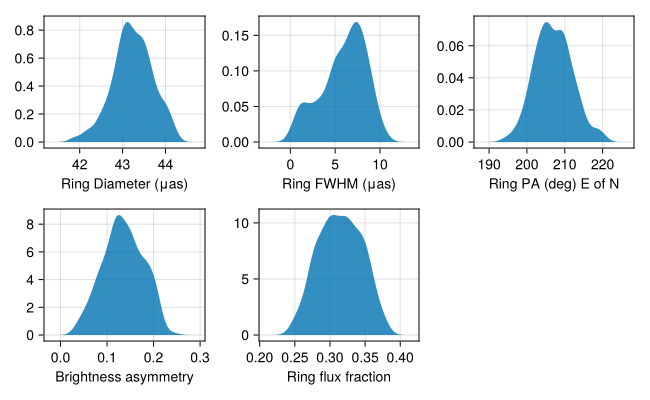 0.8
0.6
0.4
0.2
0.0
42 43 44
Ring Diameter (μas)
0.15
0.10
0.05
0.00
0 5 10
Ring FWHM (μas)
0.06
0.04
0.02
0.00
190 200 210 220
Ring PA (deg) E of N
8
6
4
2
0
0.0 0.1 0.2 0.3
Brightness asymmetry
10
5
0
0.20 0.25 0.30 0.35 0.40
Ring flux fraction